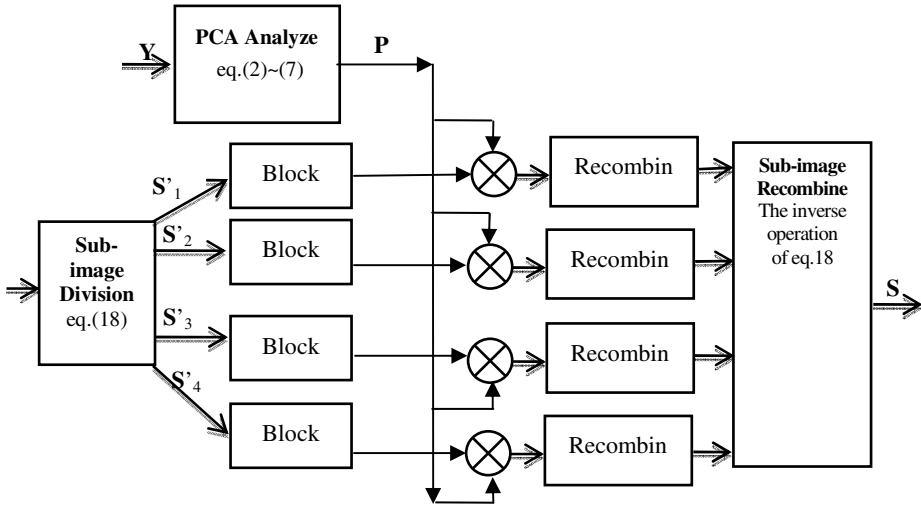 PCA Analyze
eq.(2)~(7)
Y
P
Sub-
image
Division
eq.(18)
S'1
S'2
S'3
S'4
Block
Block
Block
Block
Recombin
Recombin
Recombin
Recombin
Sub-image
Recombine
The inverse
operation
of eq.18
S